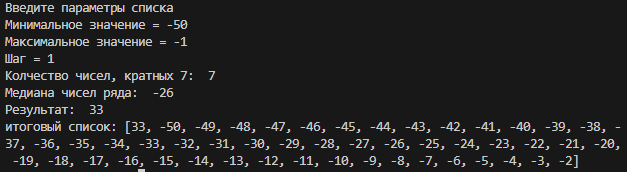 Введите параметры списка
Минимальное значение = -50
Максимальное значение = -1
Шаг = 1
Колчество чисел, кратных 7:  7
Медиана чисел ряда:  -26
Результат:  33
итоговый список: [33, -50, -49, -48, -47, -46, -45, -44, -43, -42, -41, -40, -39, -38, -
37, -36, -35, -34, -33, -32, -31, -30, -29, -28, -27, -26, -25, -24, -23, -22, -21, -20,
-19, -18, -17, -16, -15, -14, -13, -12, -11, -10, -9, -8, -7, -6, -5, -4, -3, -2]